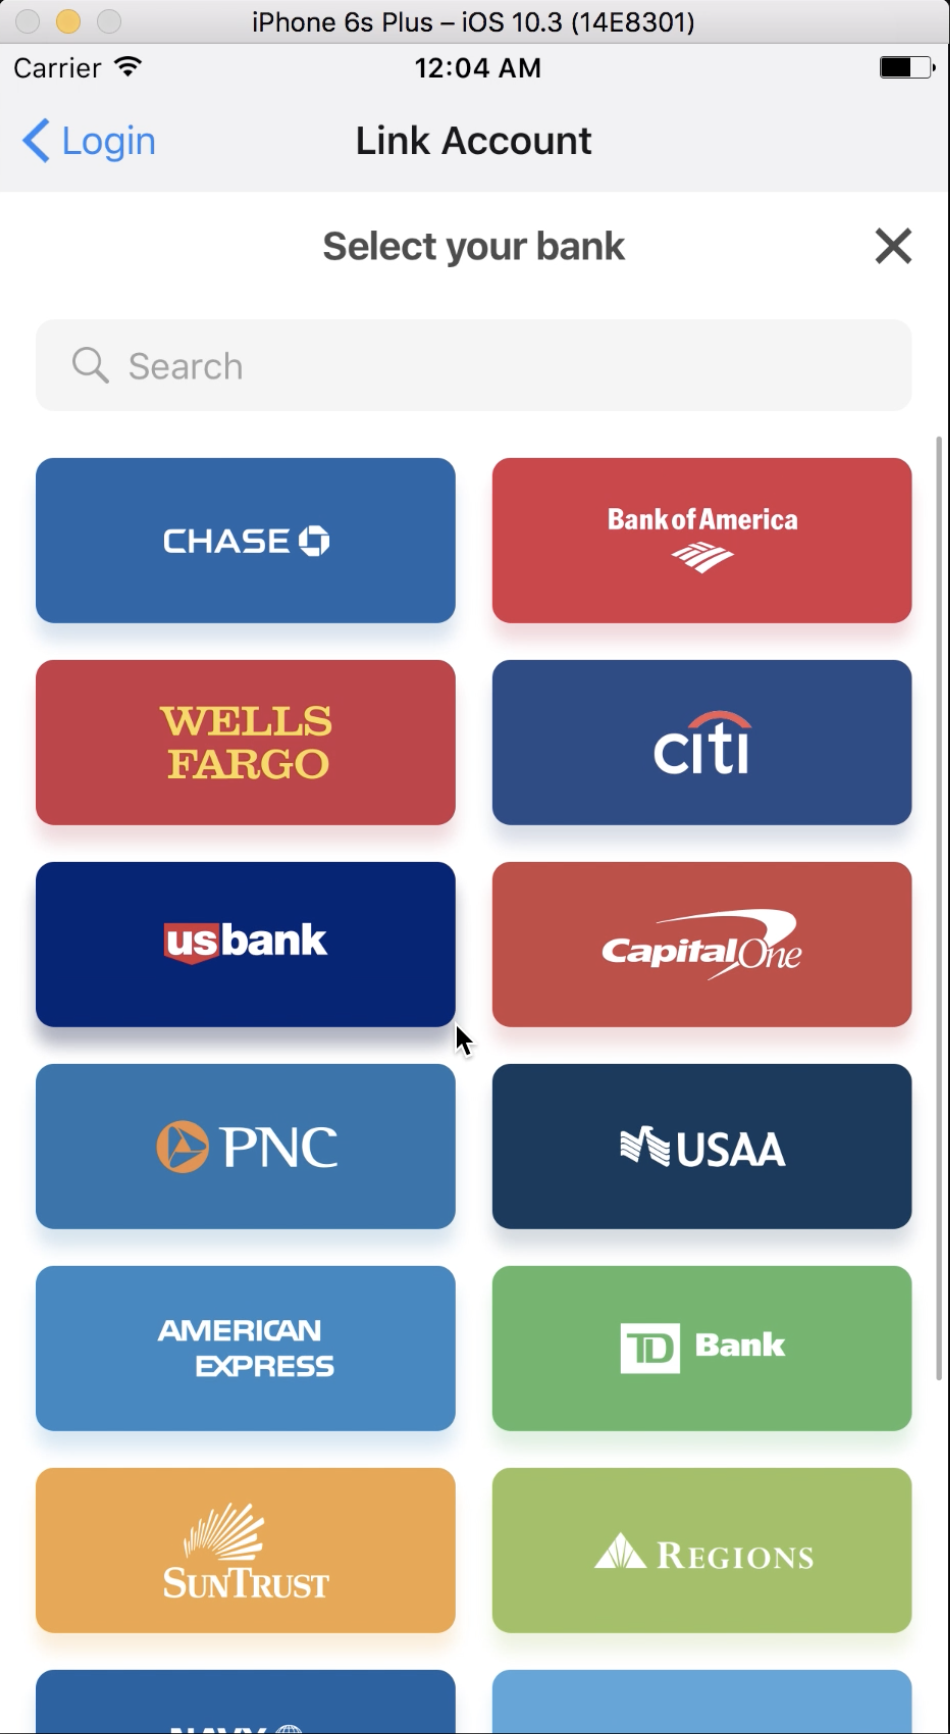 iPhone 6s Plus – iOS 10.3 (14E8301)
Carrier 12:04 AM
Login Link Account
Select your bank
Search
CHASE
Bank of America
WELLS
FARGO
citi
usbank
Capital One
PNC
USAA
AMERICAN
EXPRESS
TD Bank
SUNTRUST
REGIONS
NAVY